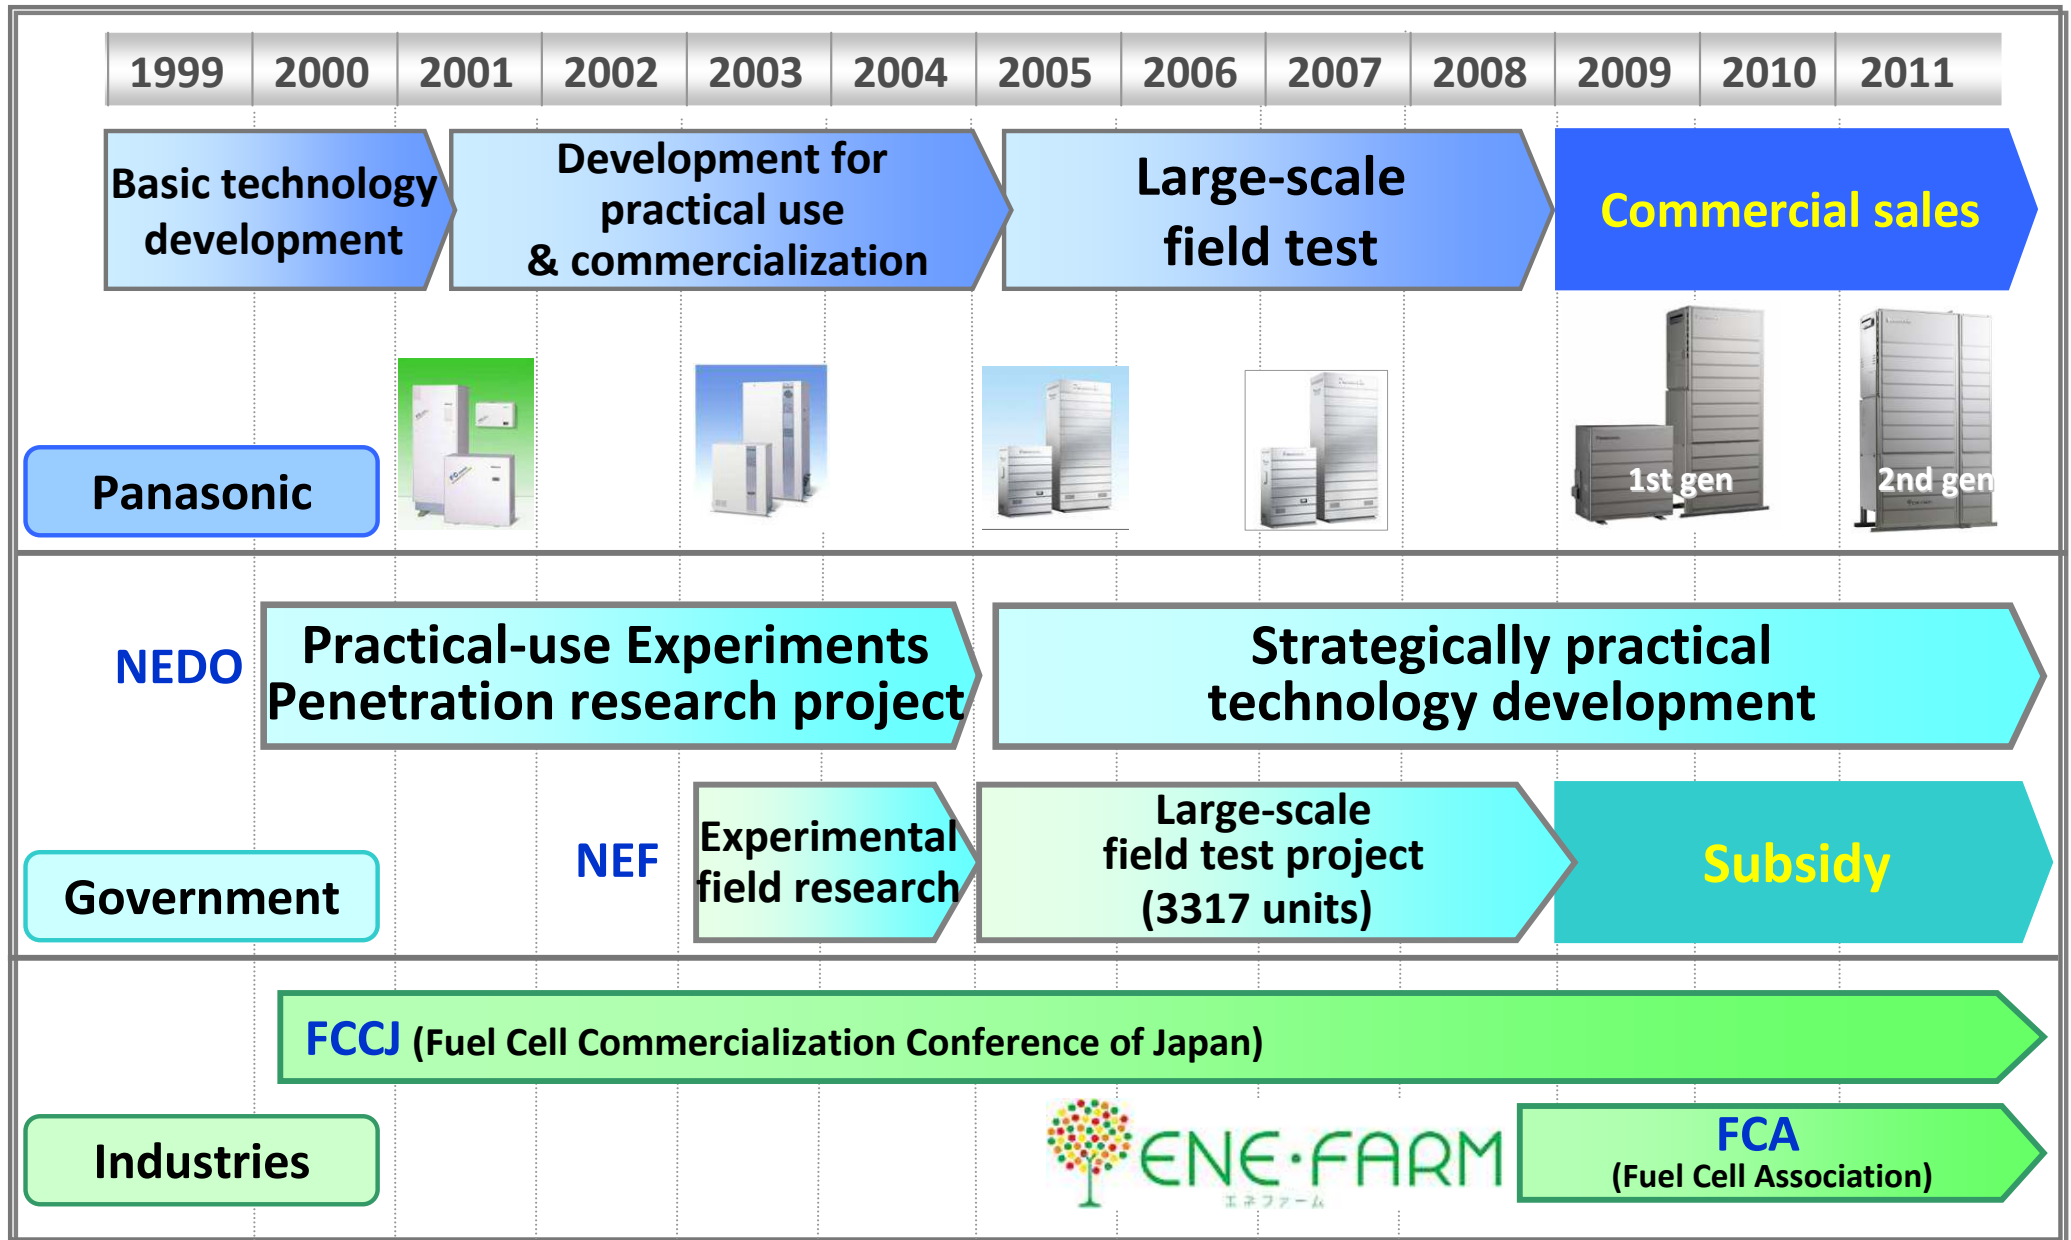 1999 2000 2001 2002 2003 2004 2005 2006 2007 2008 2009 2010 2011
Basic technology
development
Development for
practical use
& commercialization
Large-scale
field test
Commercial sales
Panasonic
1st gen
2nd gen
NEDO
Practical-use Experiments
Penetration research project
Strategically practical
technology development
Government
NEF
Experimental
field research
Large-scale
field test project
(3317 units)
Subsidy
FCCJ (Fuel Cell Commercialization Conference of Japan)
Industries
ENE·FARM
エネファーム
FCA
(Fuel Cell Association)